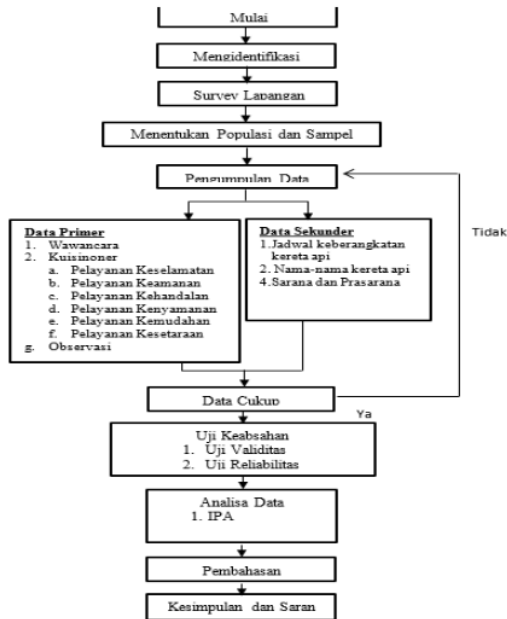 Mulai
Mengidentifikasi
Survey Lapangan
Menentukan Populasi dan Sampel
Pengumpulan Data
Data Primer
1. Wawancara
2. Kuisinoner
a. Pelayanan Keselamatan
b. Pelayanan Keamanan
c. Pelayanan Kehandalan
d. Pelayanan Kenyamanan
e. Pelayanan Kemudahan
f. Pelayanan Kesetaraan
g. Observasi
Data Sekunder
1.Jadwal keberangkatan
kereta api
2. Nama-nama kereta api
4.Sarana dan Prasarana
Tidak
Data Cukup
Ya
Uji Keabsahan
1. Uji Validitas
2. Uji Reliabilitas
Analisa Data
1. IPA
Pembahasan
Kesimpulan dan Saran